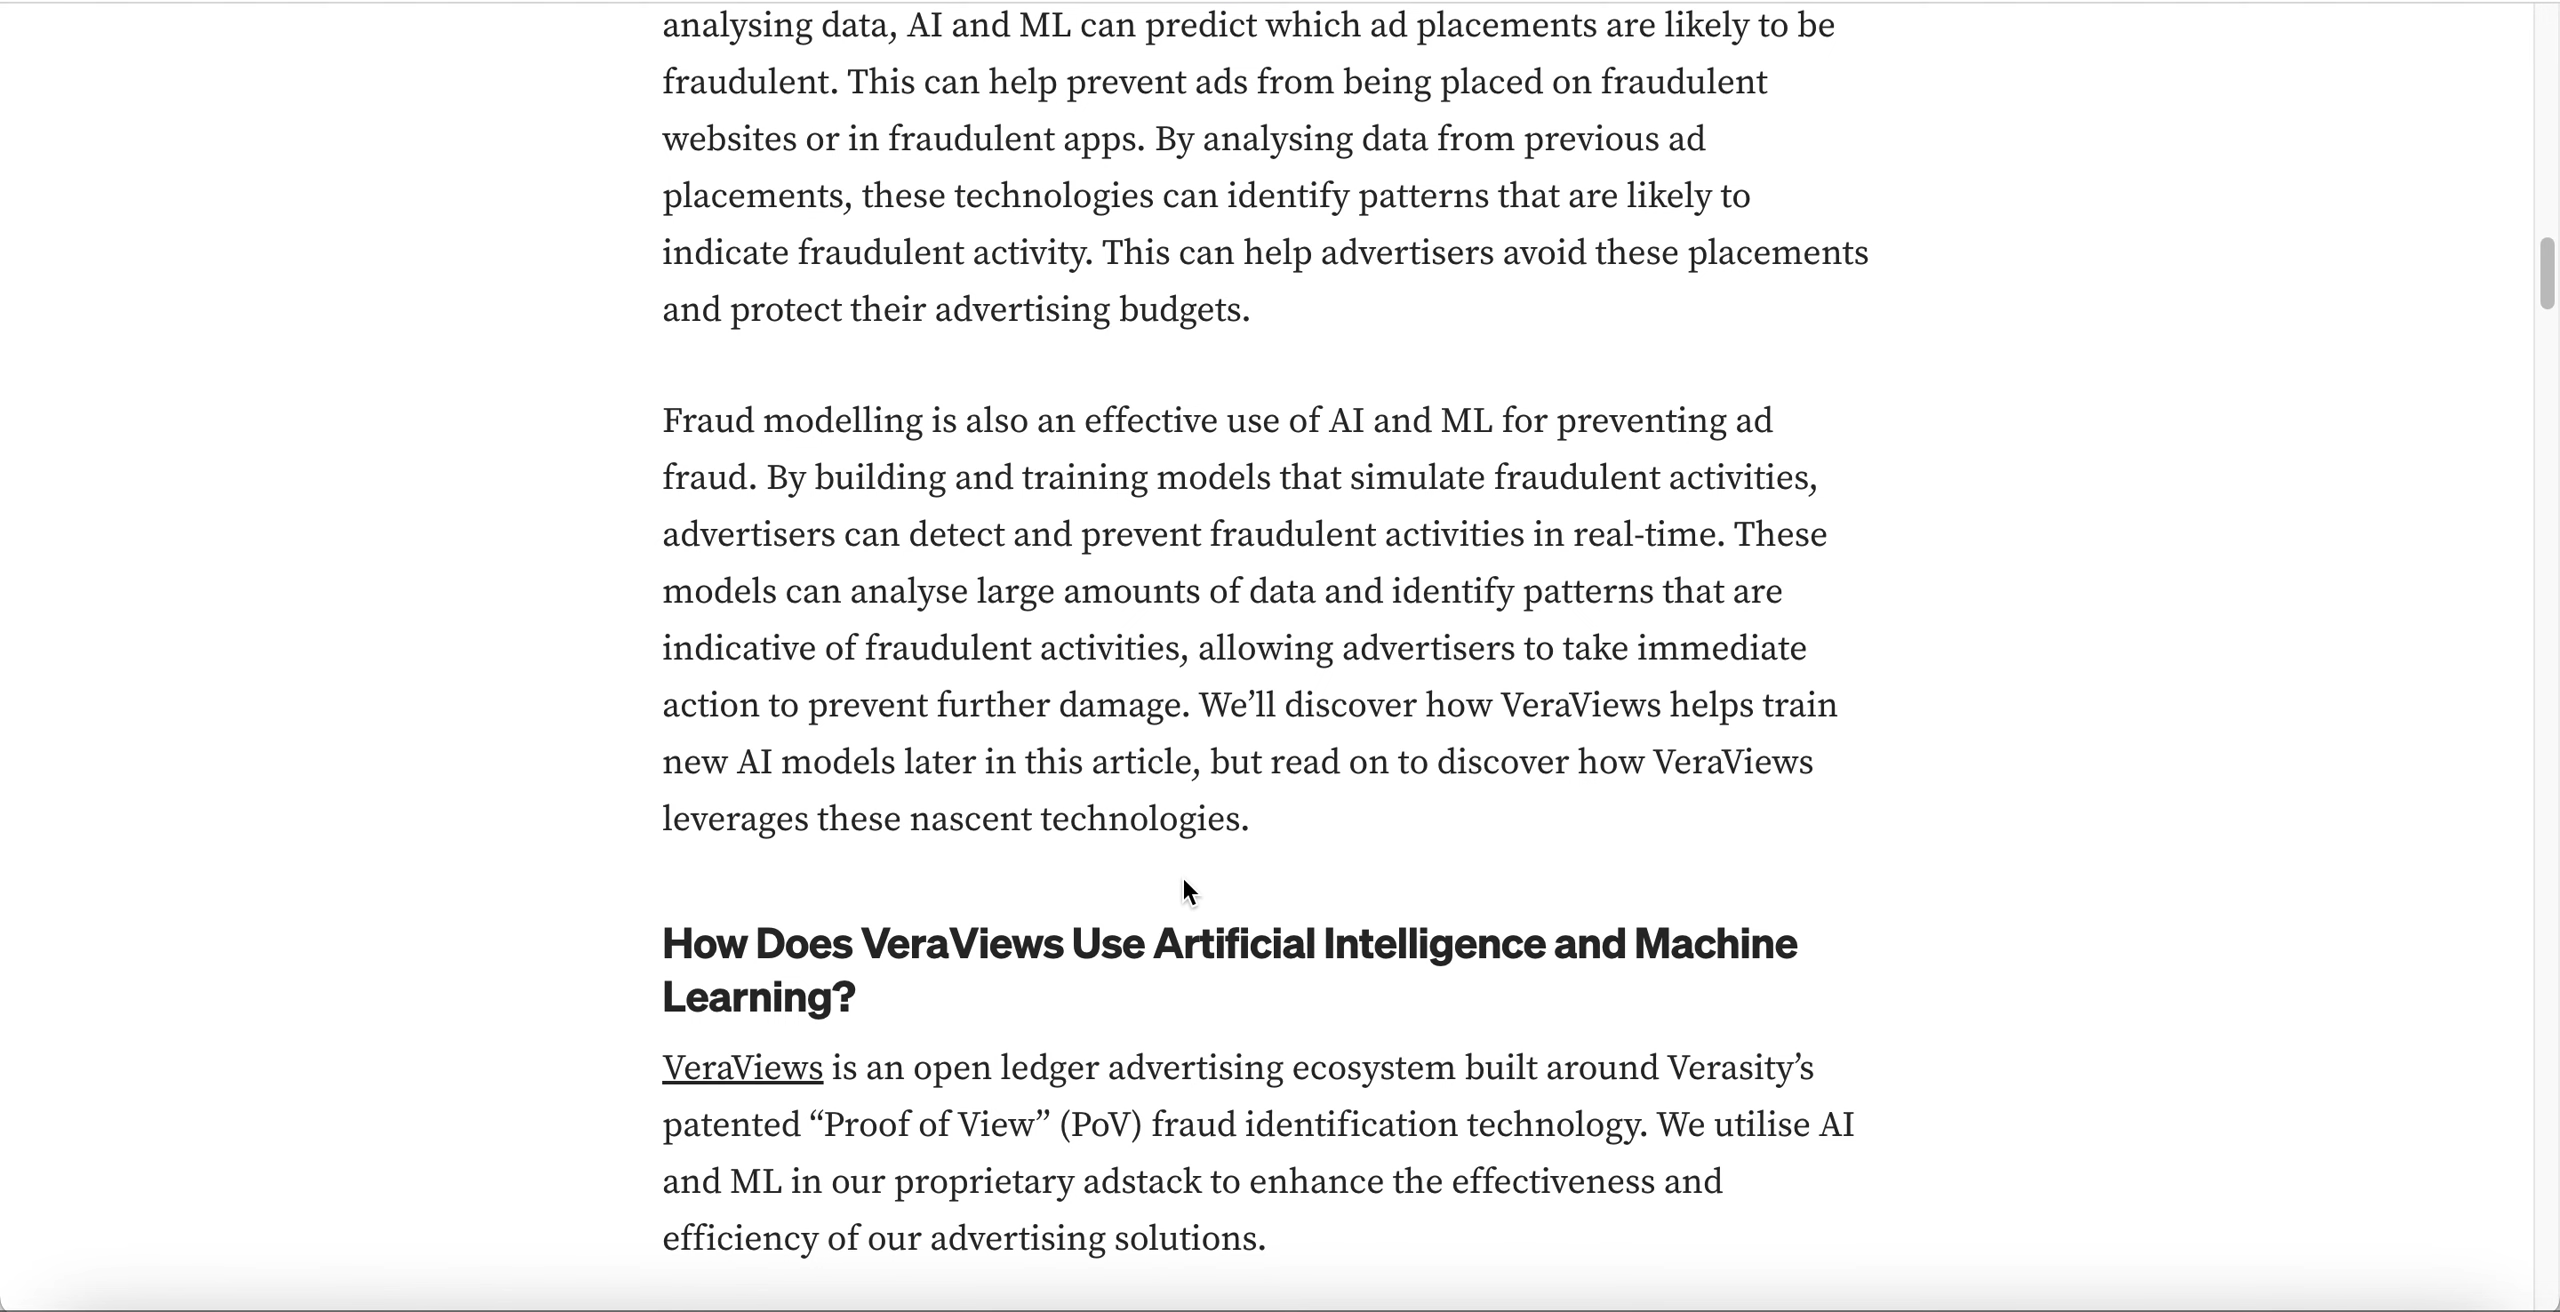 analysing data, AI and ML can predict which ad placements are likely to be
fraudulent. This can help prevent ads from being placed on fraudulent
websites or in fraudulent apps. By analysing data from previous ad
placements, these technologies can identify patterns that are likely to
indicate fraudulent activity. This can help advertisers avoid these placements
and protect their advertising budgets.
Fraud modelling is also an effective use of AI and ML for preventing ad
fraud. By building and training models that simulate fraudulent activities,
advertisers can detect and prevent fraudulent activities in real-time. These
models can analyse large amounts of data and identify patterns that are
indicative of fraudulent activities, allowing advertisers to take immediate
action to prevent further damage. We’ll discover how VeraViews helps train
new AI models later in this article, but read on to discover how VeraViews
leverages these nascent technologies.
How Does VeraViews Use Artificial Intelligence and Machine
Learning?
VeraViews is an open ledger advertising ecosystem built around Verasity’s
patented “Proof of View” (PoV) fraud identification technology. We utilise AI
and ML in our proprietary adstack to enhance the effectiveness and
efficiency of our advertising solutions.